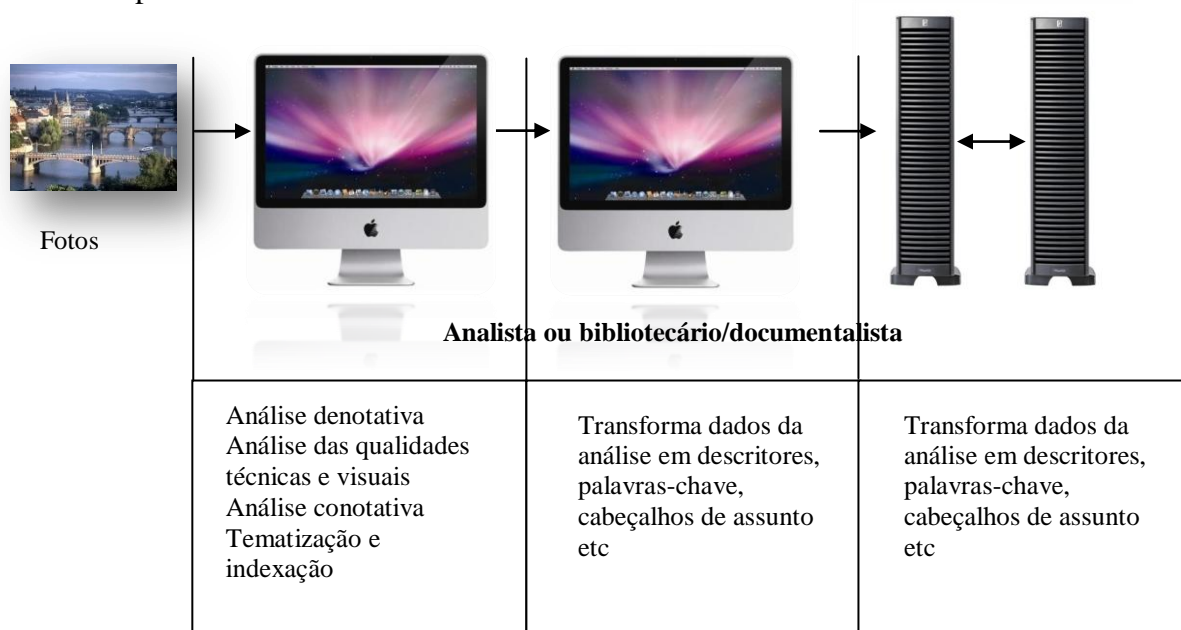 Fotos
Analista ou bibliotecário/documentalista
Análise denotativa
Análise das qualidades
técnicas e visuais
Análise conotativa
Tematização e
indexação
Transforma dados da
análise em descritores,
palavras-chave,
cabeçalhos de assunto
etc
Transforma dados da
análise em descritores,
palavras-chave,
cabeçalhos de assunto
etc